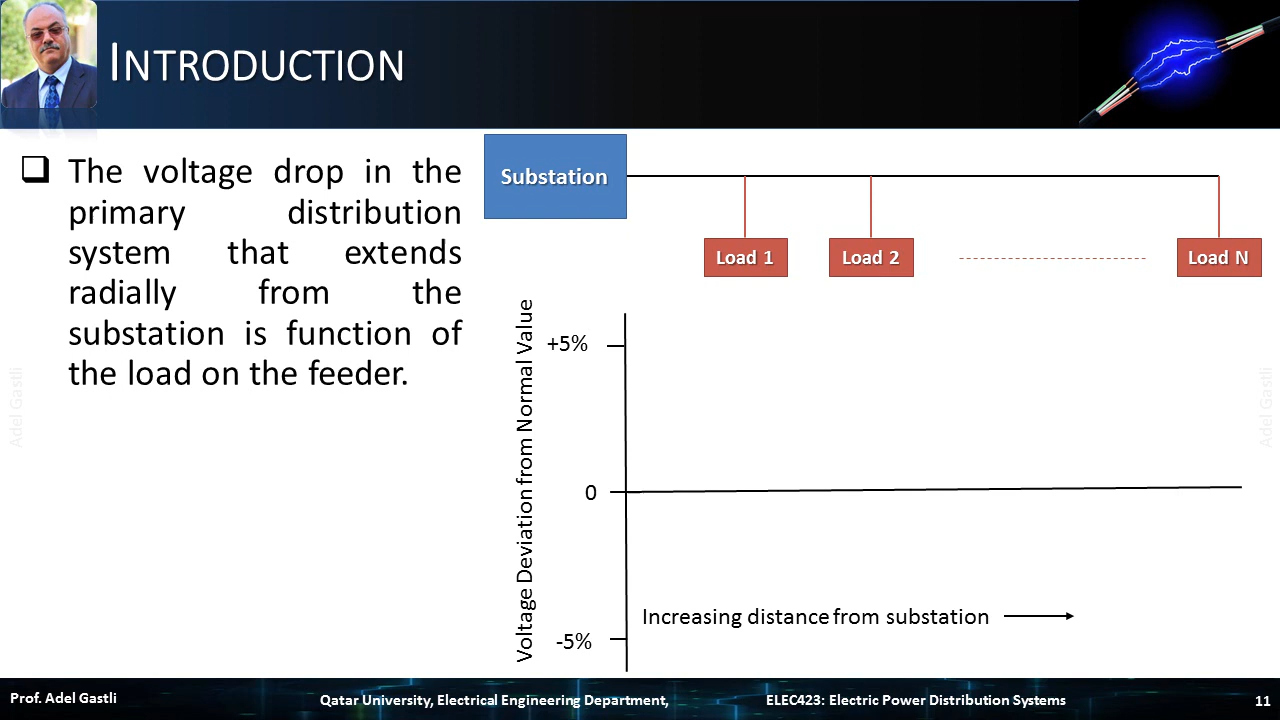 INTRODUCTION
❑ The voltage drop in the
primary distribution
system that extends
radially from the
substation is function of
the load on the feeder.
Substation
Load 1
Load 2
Load N
Voltage Deviation from Normal Value
+5%
0
-5%
Increasing distance from substation
Adel Gastli
Adel Gastli
Prof. Adel Gastli
Qatar University, Electrical Engineering Department,
ELEC423: Electric Power Distribution Systems
11